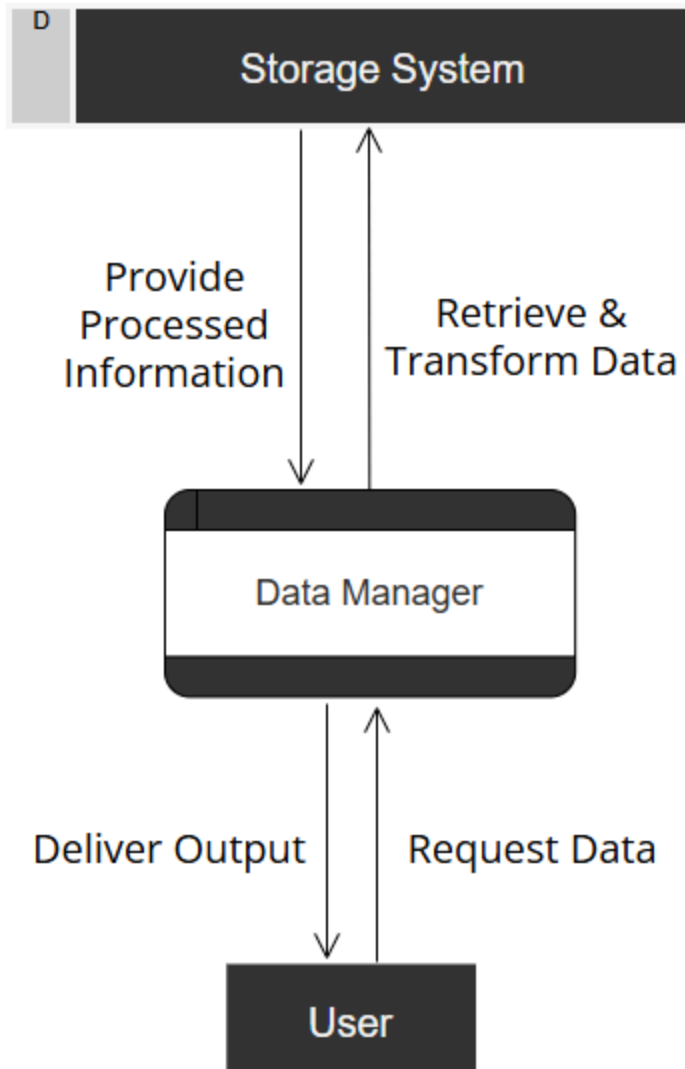 D
Storage System
Provide
Processed
Information
Retrieve &
Transform Data
Data Manager
Deliver Output
Request Data
User